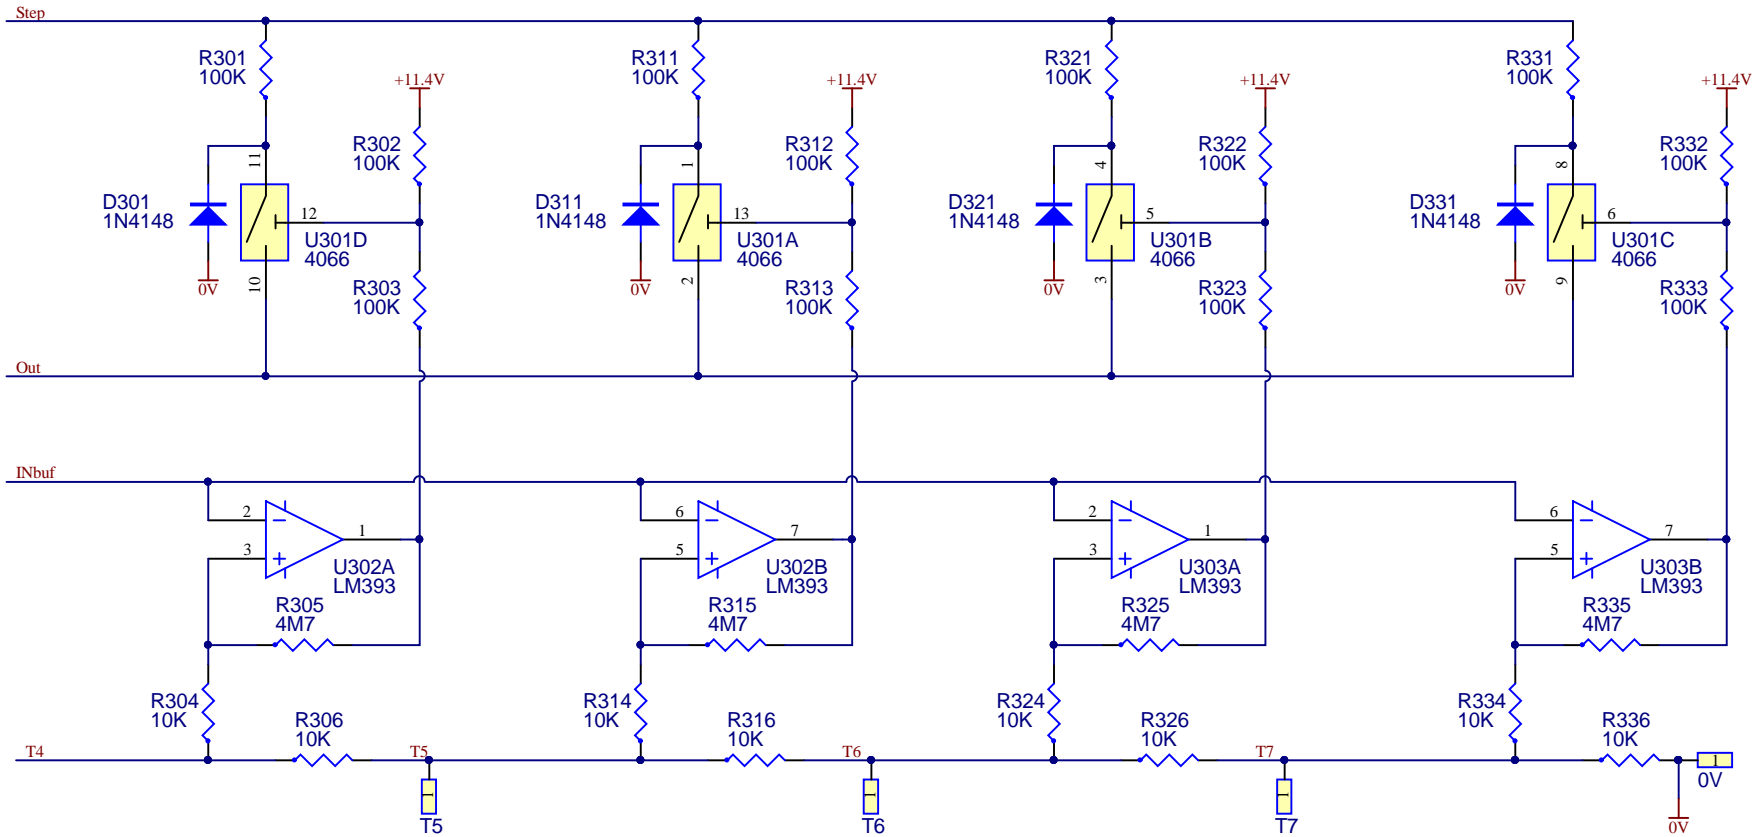 Step
R301
100K
R311
100K
R321
100K
R331
100K
+11.4V
+11.4V
+11.4V
+11.4V
R302
100K
R312
100K
R322
100K
R332
100K
11
1
4
8
D301
1N4148
12
D311
1N4148
13
D321
1N4148
5
D331
1N4148
6
U301D
4066
U301A
4066
U301B
4066
U301C
4066
10
2
3
9
0V
0V
0V
0V
R303
100K
R313
100K
R323
100K
R333
100K
Out
INbuf
2
3
1
U302A
LM393
6
5
7
U302B
LM393
2
3
1
U303A
LM393
6
5
7
U303B
LM393
R305
4M7
R315
4M7
R325
4M7
R335
4M7
R304
10K
R306
10K
R314
10K
R316
10K
R324
10K
R326
10K
R334
10K
R336
10K
T4
T5
T6
T7
1
0V
1
T5
1
T6
1
T7
0V